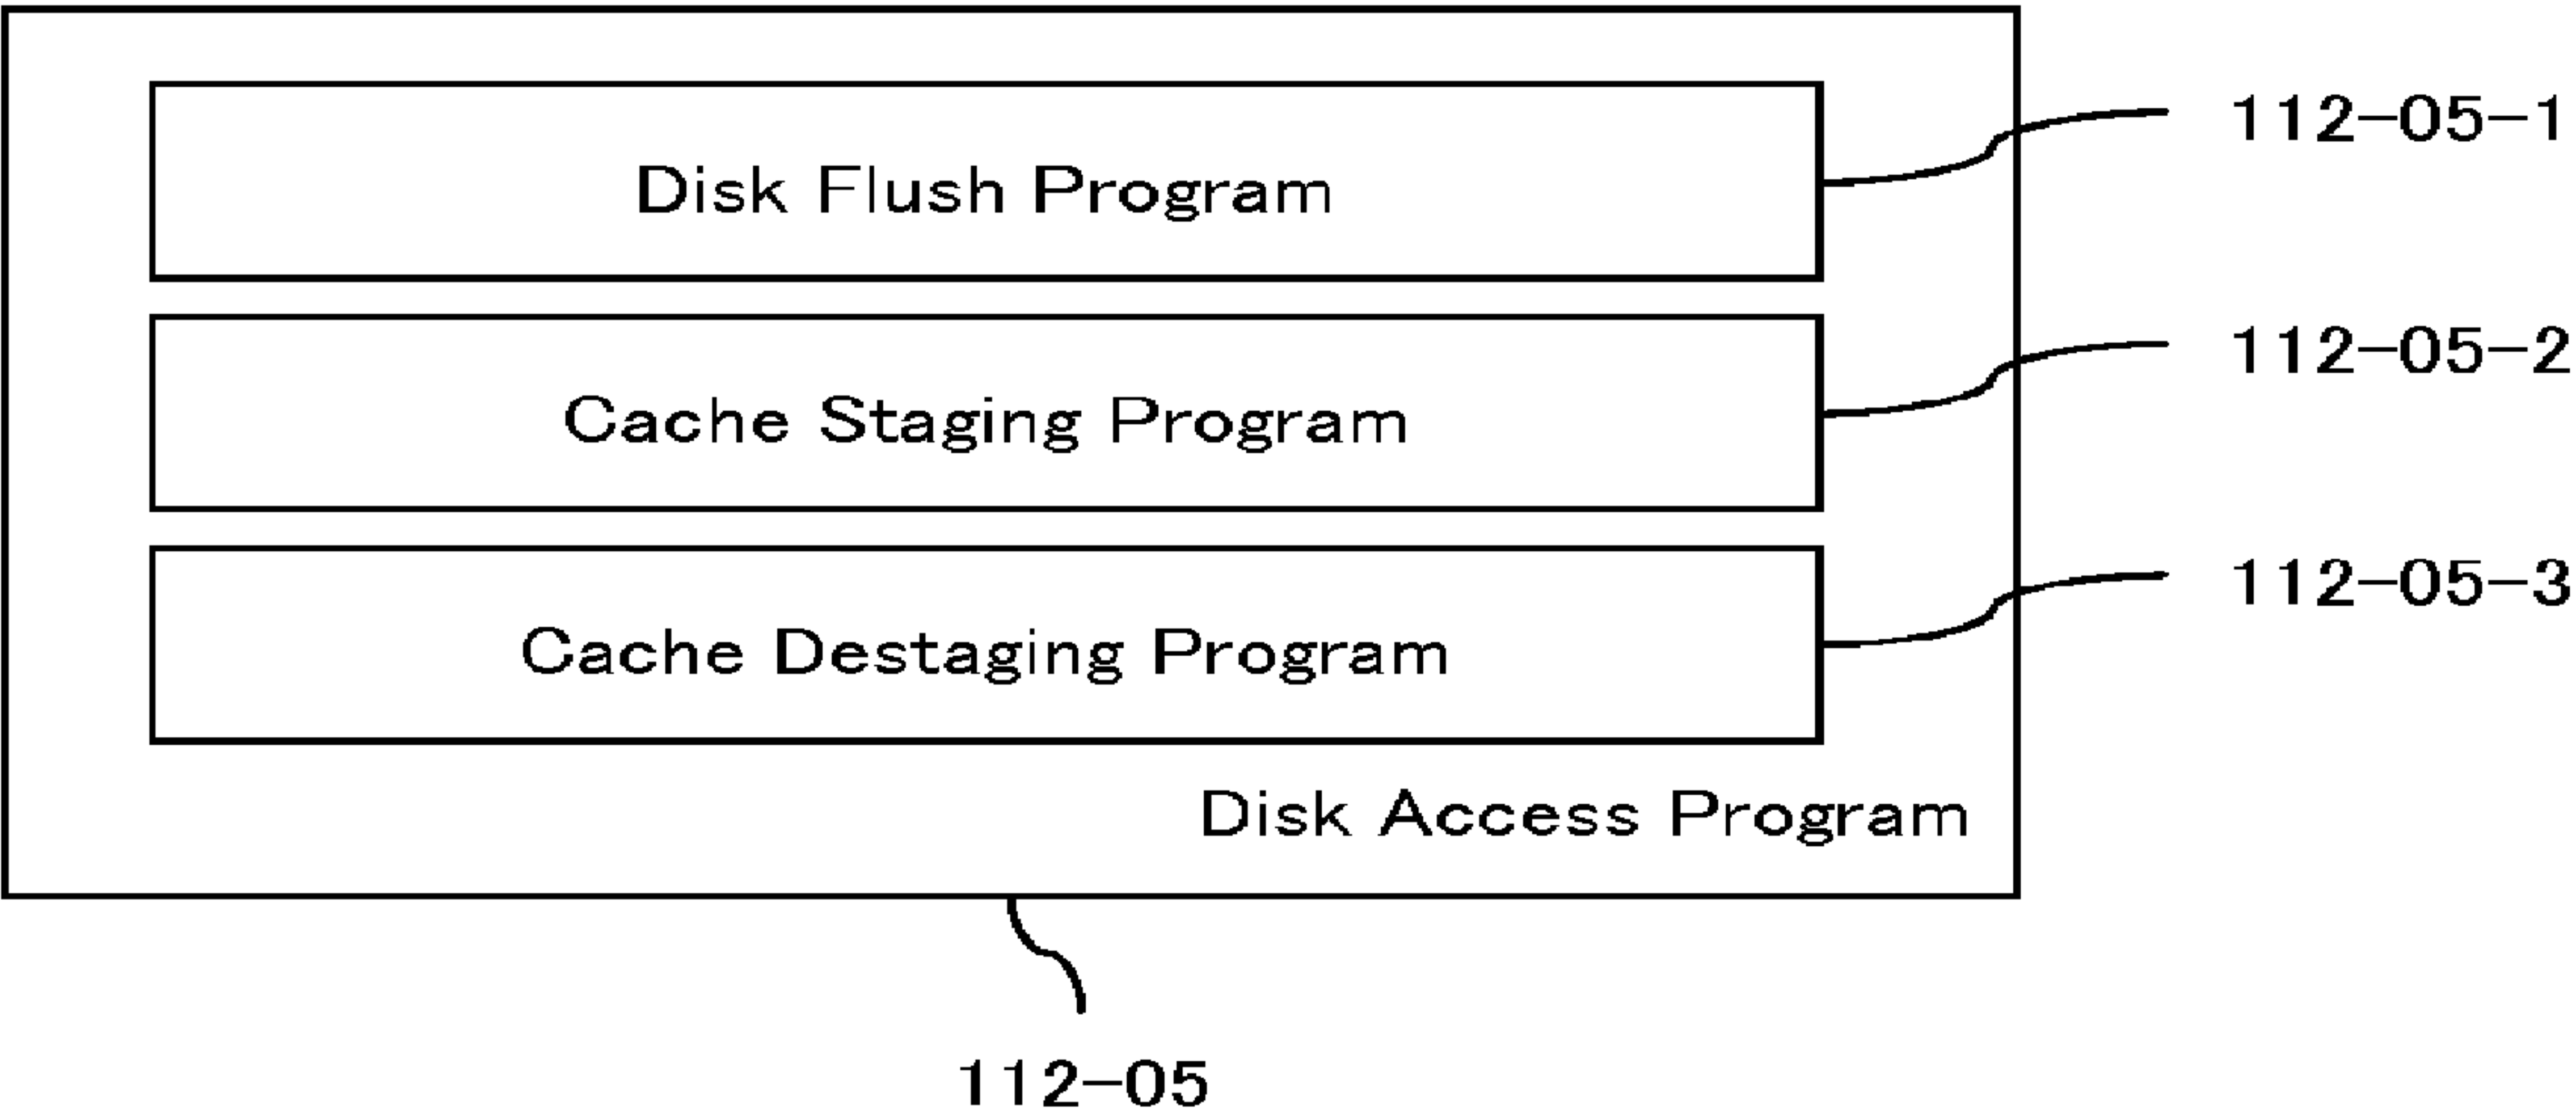 Disk Flush Program
112-05-1
Cache Staging Program
112-05-2
Cache Destaging Program
112-05-3
Disk Access Program
112-05